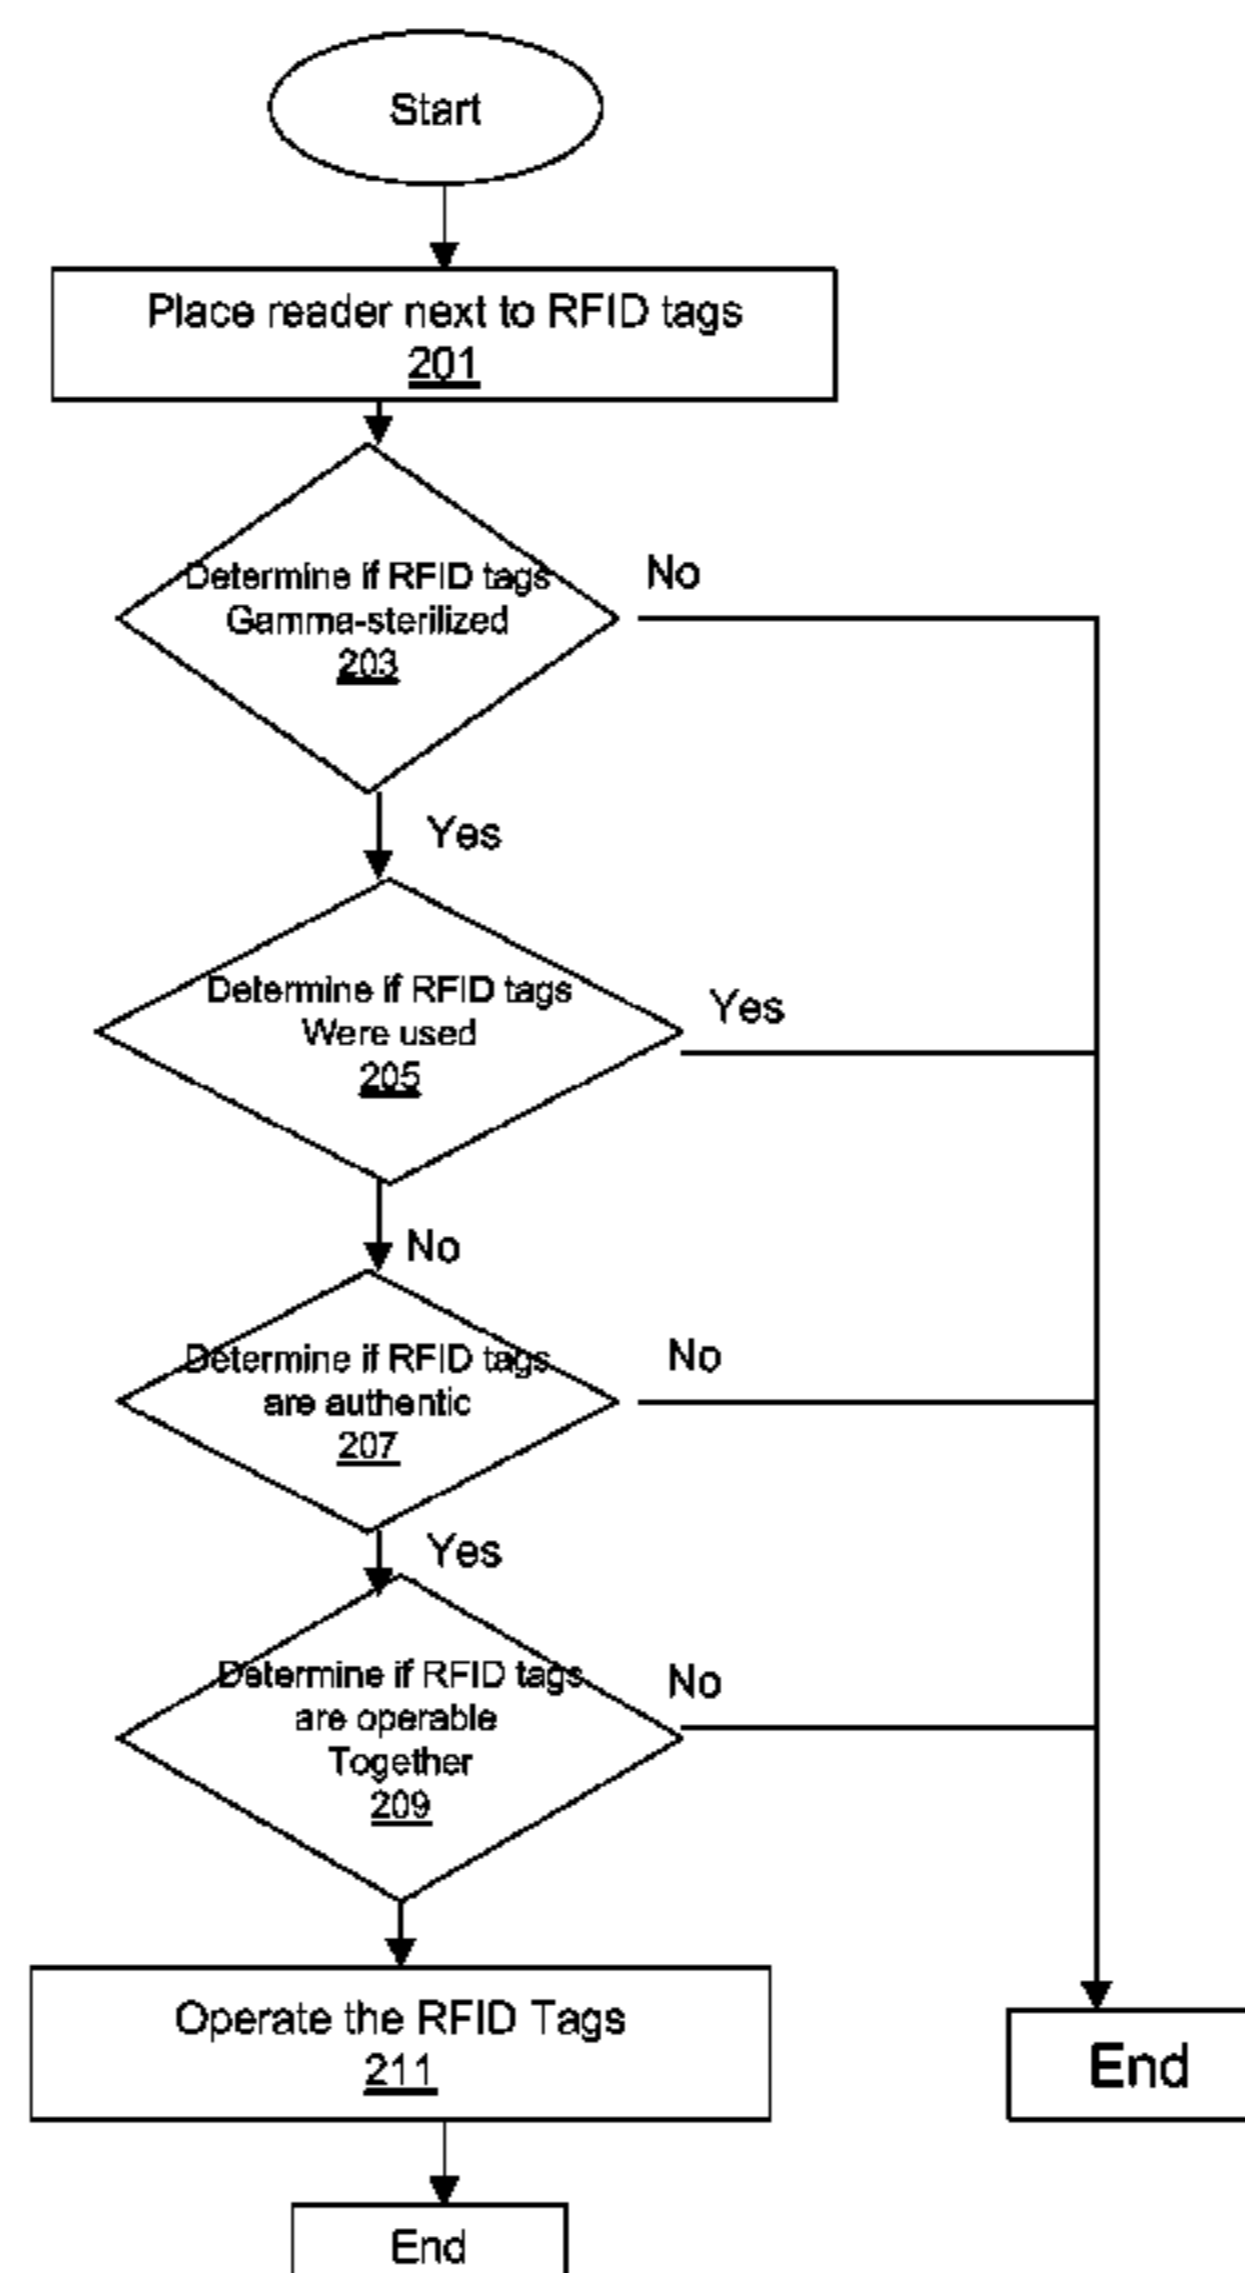 Start
Place reader next to RFID tags
201
Determine if RFID tags
Gamma-sterilized
203
No
Yes
Determine if RFID tags
Were used
205
Yes
No
Determine if RFID tags
are authentic
207
No
Yes
Determine if RFID tags
are operable
Together
209
No
Operate the RFID Tags
211
End
End